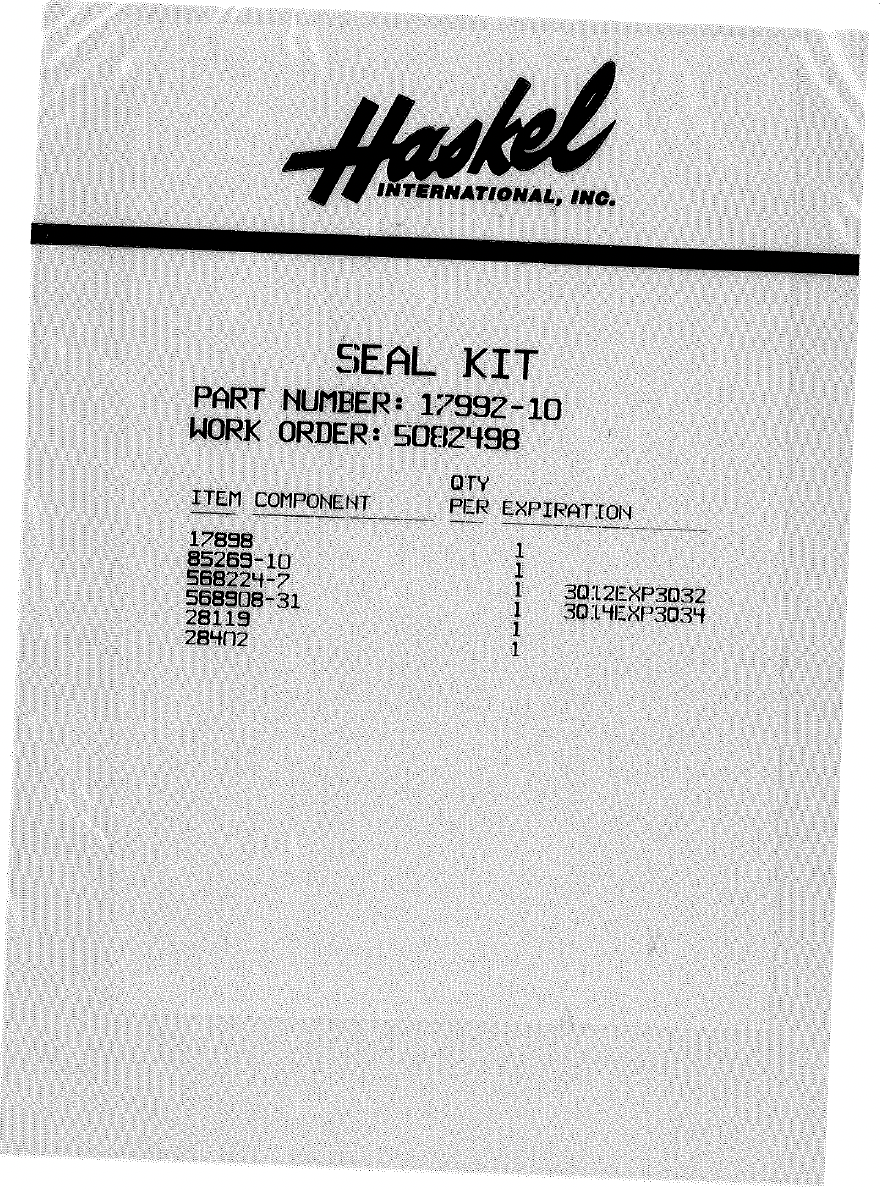 Haskel
INTERNATIONAL, INC.
SEAL KIT
PART NUMBER: 17992-10
WORK ORDER: 5082498
QTY
ITEM COMPONENT PER EXPIRATION
17898 1
85269-10 1
568224-7 1 3Q12EXP3Q32
568908-31 1 3Q14EXP3Q34
28119 1
28402 1